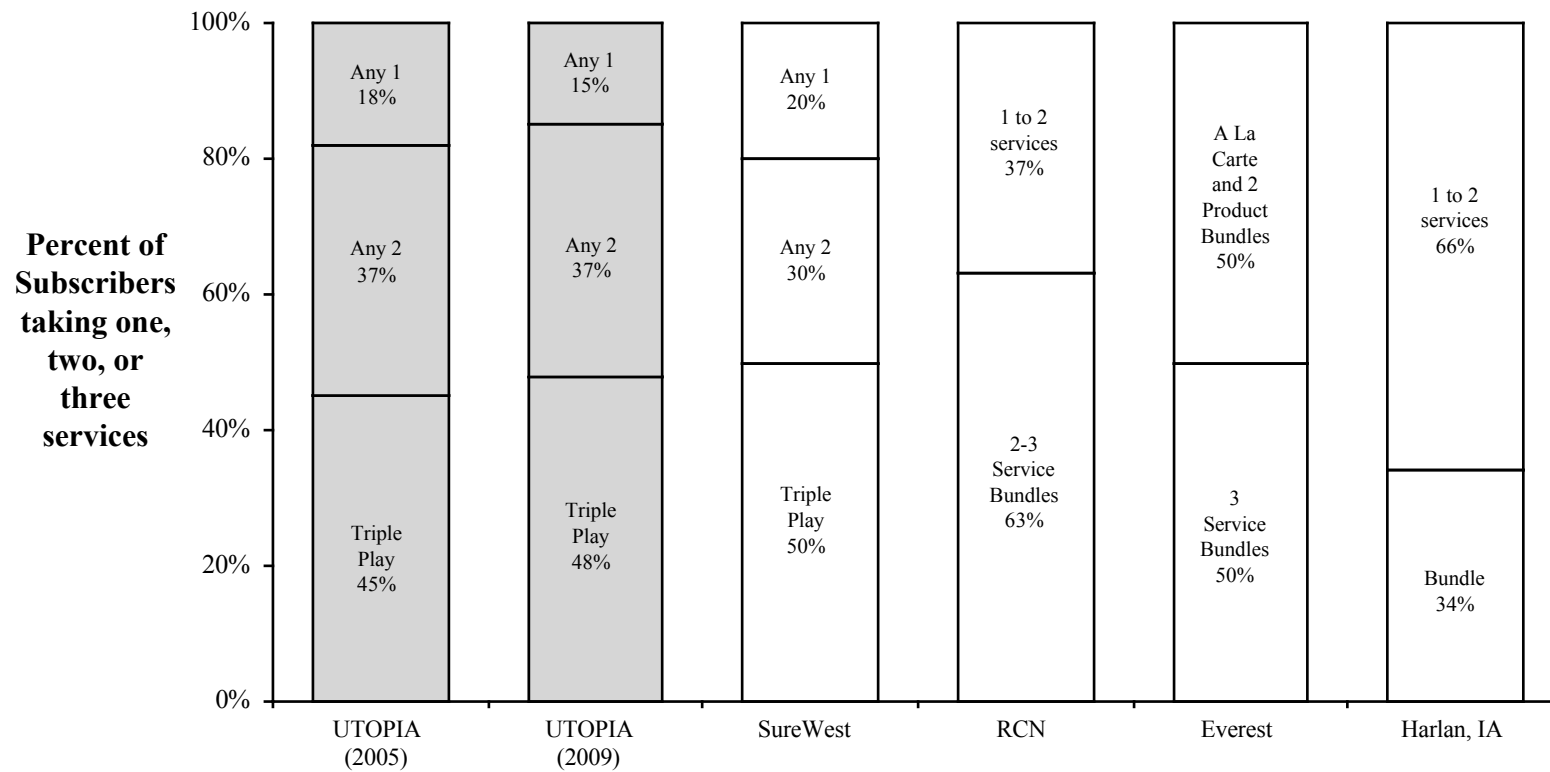 Percent of
Subscribers
taking one,
two, or
three
services
100%
80%
60%
40%
20%
0%
Any 1
18%
Any 2
37%
Triple
Play
45%
Any 1
15%
Any 2
37%
Triple
Play
48%
Any 1
20%
Any 2
30%
Triple
Play
50%
1 to 2
services
37%
2-3
Service
Bundles
63%
A La
Carte
and 2
Product
Bundles
50%
3
Service
Bundles
50%
1 to 2
services
66%
Bundle
34%
UTOPIA
(2005)
UTOPIA
(2009)
SureWest
RCN
Everest
Harlan, IA